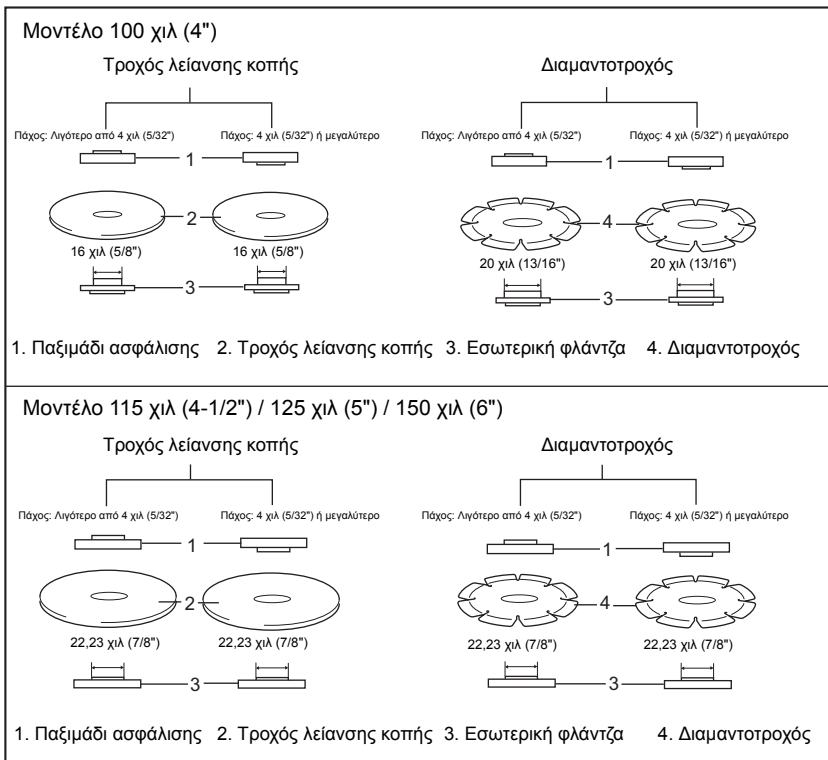 Μοντέλο 100 χιλ (4")
Τροχός λείανσης κοπής Διαμαντοτροχός
Πάχος: Λιγότερο από 4 χιλ (5/32") Πάχος: 4 χιλ (5/32") ή μεγαλύτερο Πάχος: Λιγότερο από 4 χιλ (5/32") Πάχος: 4 χιλ (5/32") ή μεγαλύτερο
1 1
2 4
16 χιλ (5/8") 16 χιλ (5/8") 20 χιλ (13/16") 20 χιλ (13/16")
3 3
1. Παξιμάδι ασφάλισης 2. Τροχός λείανσης κοπής 3. Εσωτερική φλάντζα 4. Διαμαντοτροχός
Μοντέλο 115 χιλ (4-1/2") / 125 χιλ (5") / 150 χιλ (6")
Τροχός λείανσης κοπής Διαμαντοτροχός
Πάχος: Λιγότερο από 4 χιλ (5/32") Πάχος: 4 χιλ (5/32") ή μεγαλύτερο Πάχος: Λιγότερο από 4 χιλ (5/32") Πάχος: 4 χιλ (5/32") ή μεγαλύτερο
1 1
2 4
22,23 χιλ (7/8") 22,23 χιλ (7/8") 22,23 χιλ (7/8") 22,23 χιλ (7/8")
3 3
1. Παξιμάδι ασφάλισης 2. Τροχός λείανσης κοπής 3. Εσωτερική φλάντζα 4. Διαμαντοτροχός